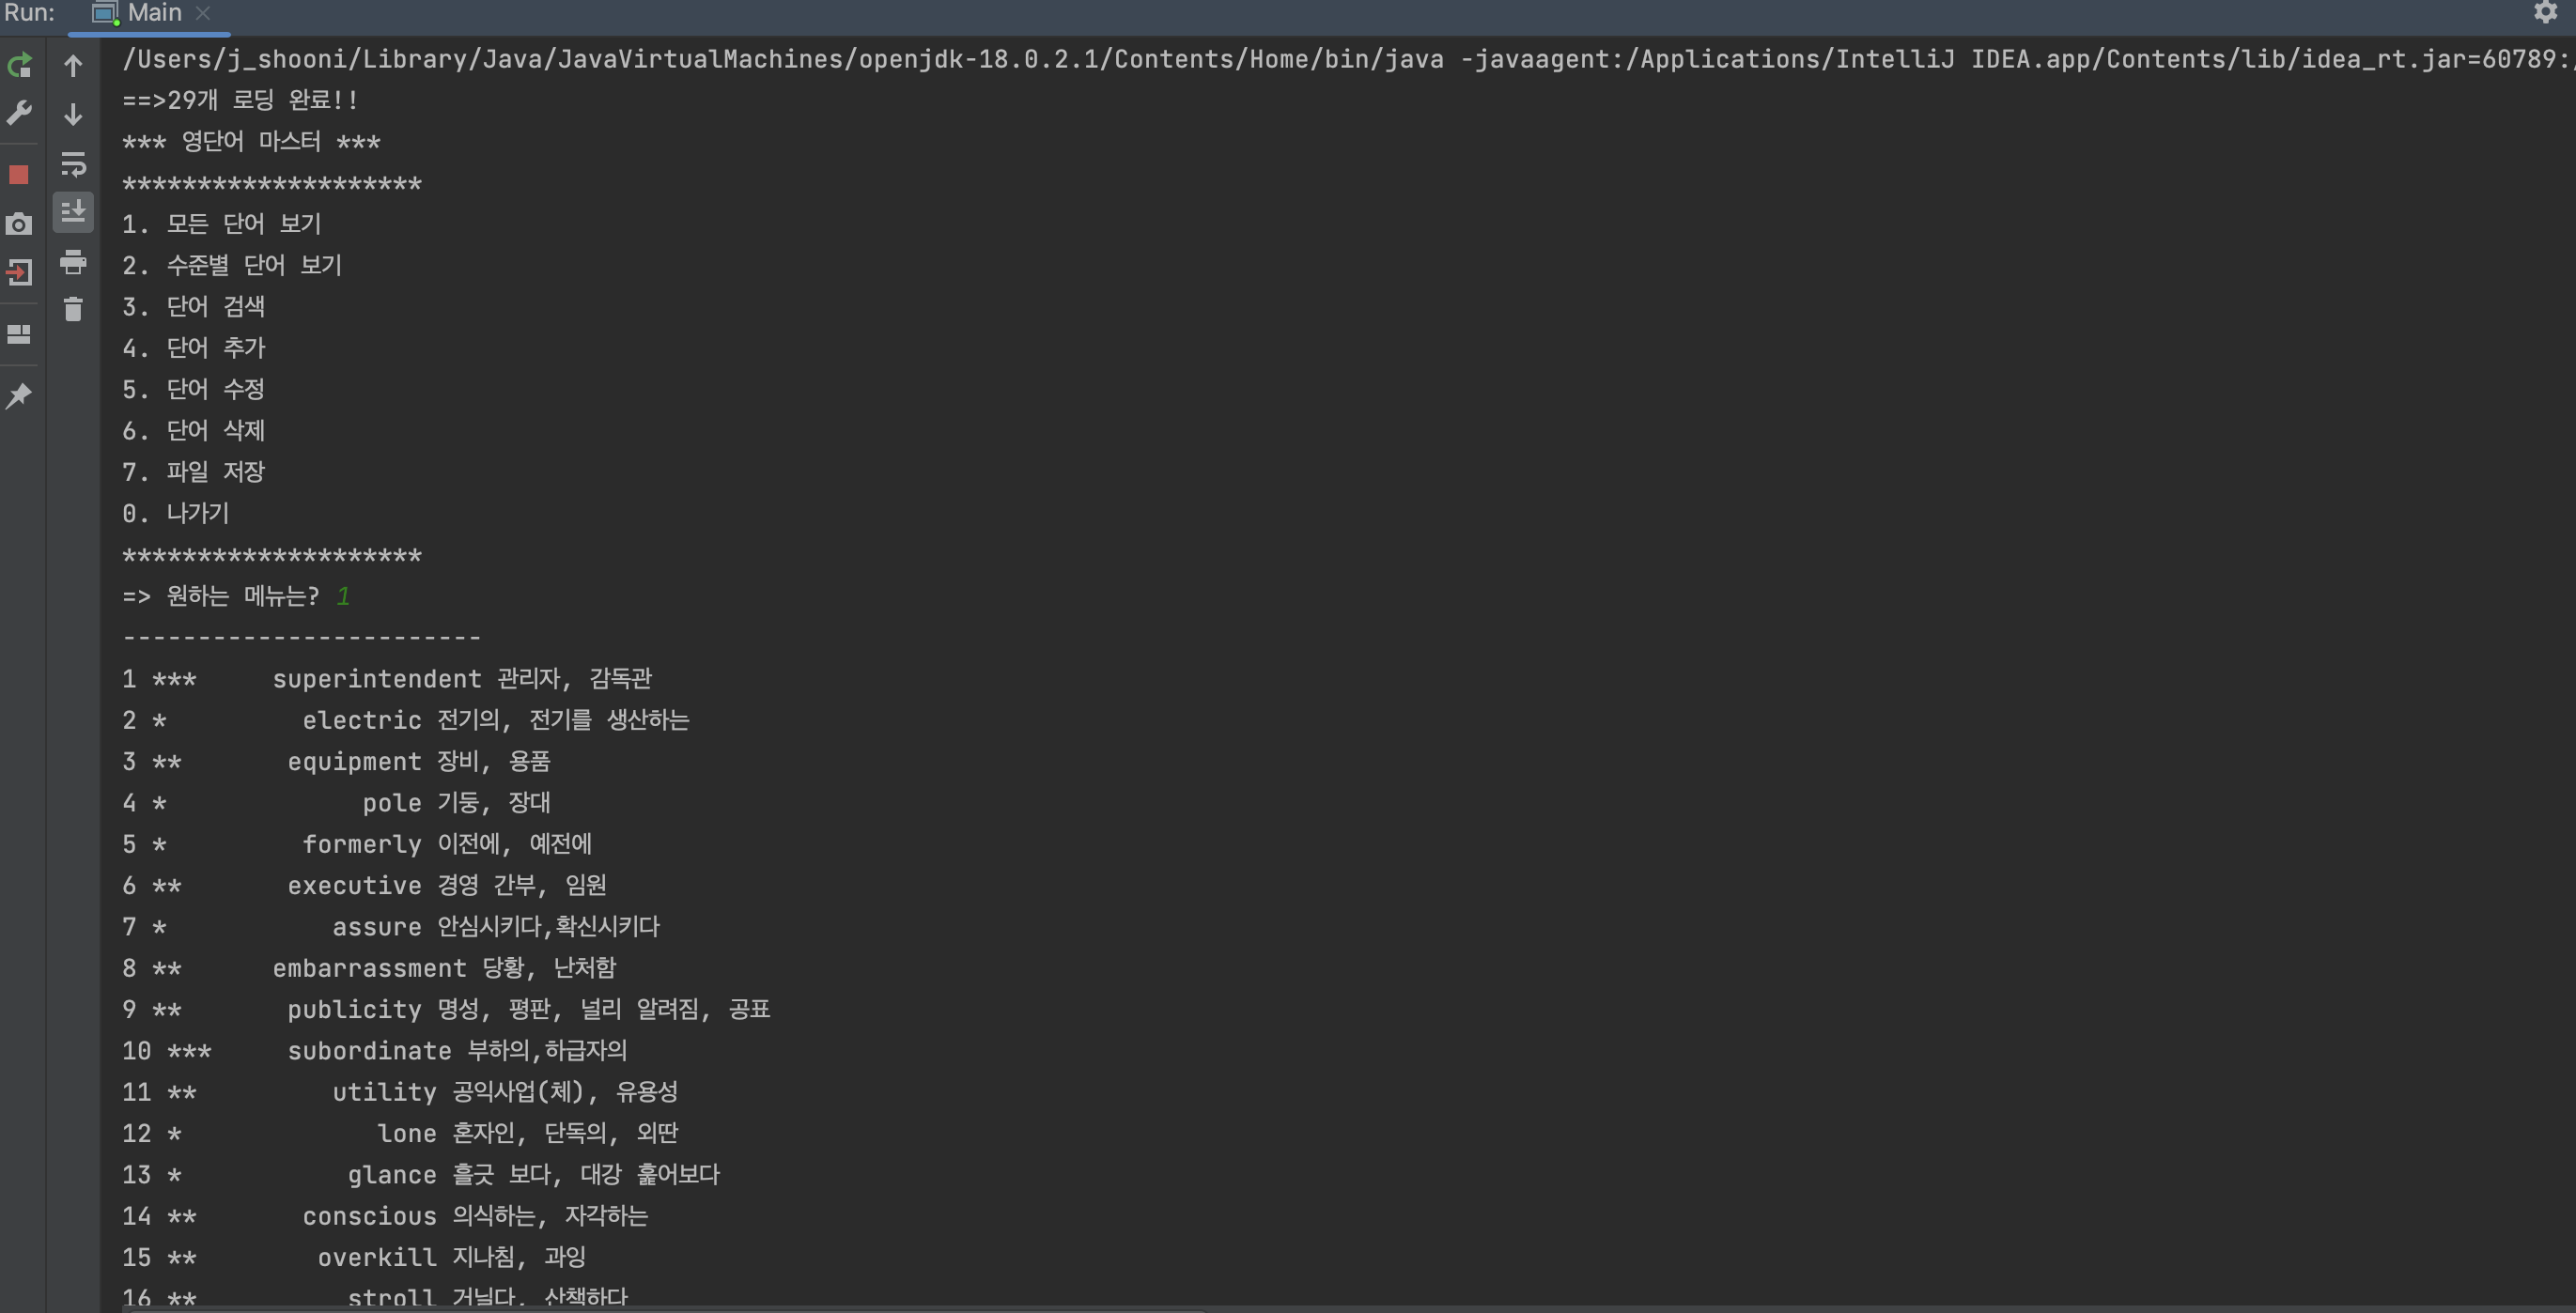 Run: Main
/Users/j_shooni/Library/Java/JavaVirtualMachines/openjdk-18.0.2.1/Contents/Home/bin/java -javaagent:/Applications/IntelliJ IDEA.app/Contents/lib/idea_rt.jar=60789:/
==>29개 로딩 완료!!
*** 영단어 마스터 ***
********************
1. 모든 단어 보기
2. 수준별 단어 보기
3. 단어 검색
4. 단어 추가
5. 단어 수정
6. 단어 삭제
7. 파일 저장
0. 나가기
********************
=> 원하는 메뉴는? 1
------------------------
1 *** superintendent 관리자, 감독관
2 * electric 전기의, 전기를 생산하는
3 ** equipment 장비, 용품
4 * pole 기둥, 장대
5 * formerly 이전에, 예전에
6 ** executive 경영 간부, 임원
7 * assure 안심시키다,확신시키다
8 ** embarrassment 당황, 난처함
9 ** publicity 명성, 평판, 널리 알려짐, 공표
10 *** subordinate 부하의,하급자의
11 ** utility 공익사업(체), 유용성
12 * lone 혼자인, 단독의, 외딴
13 * glance 흘긋 보다, 대강 훑어보다
14 ** conscious 의식하는, 자각하는
15 ** overkill 지나침, 과잉
16 ** stroll 거닐다, 산책하다